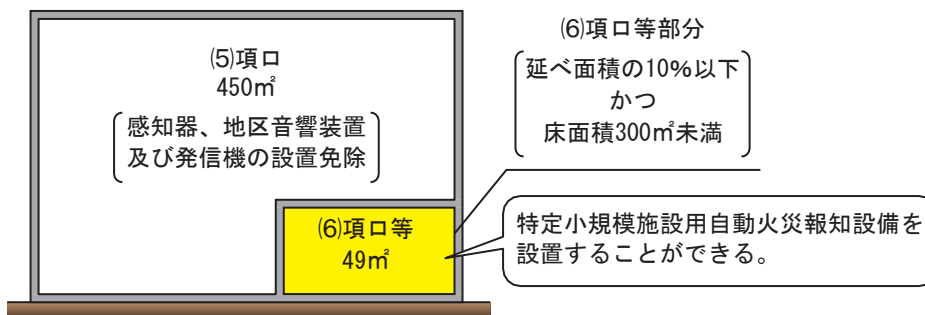 ⑸項ロ
450㎡
感知器、地区音響装置
及び発信機の設置免除
⑹項ロ等部分
延べ面積の10%以下
かつ
床面積300㎡未満
⑹項ロ等
49㎡
特定小規模施設用自動火災報知設備を
設置することができる。